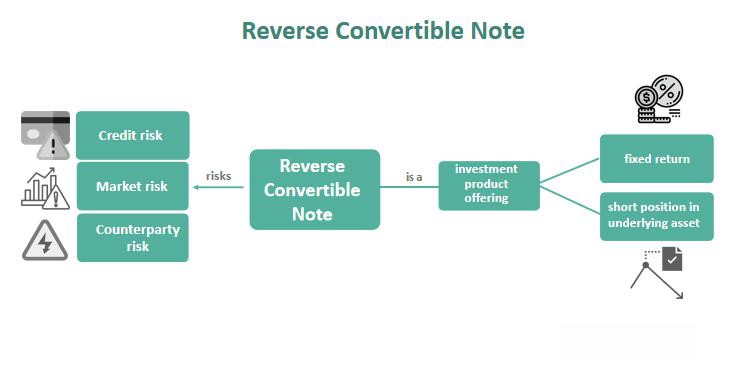 Reverse Convertible Note
Credit risk
Market risk
Counterparty
risk
risks
Reverse
Convertible
Note
is a
investment
product
offering
fixed return
short position in
underlying asset